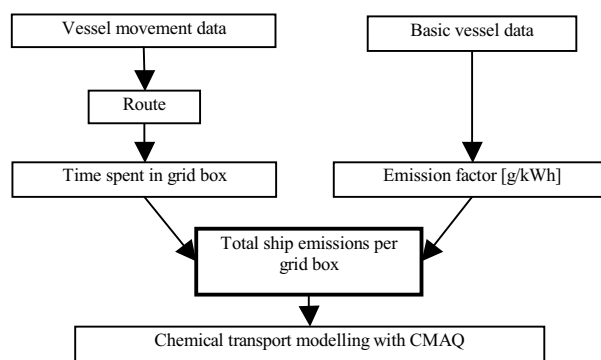 Vessel movement data
Basic vessel data
Route
Time spent in grid box
Emission factor [g/kWh]
Total ship emissions per
grid box
Chemical transport modelling with CMAQ